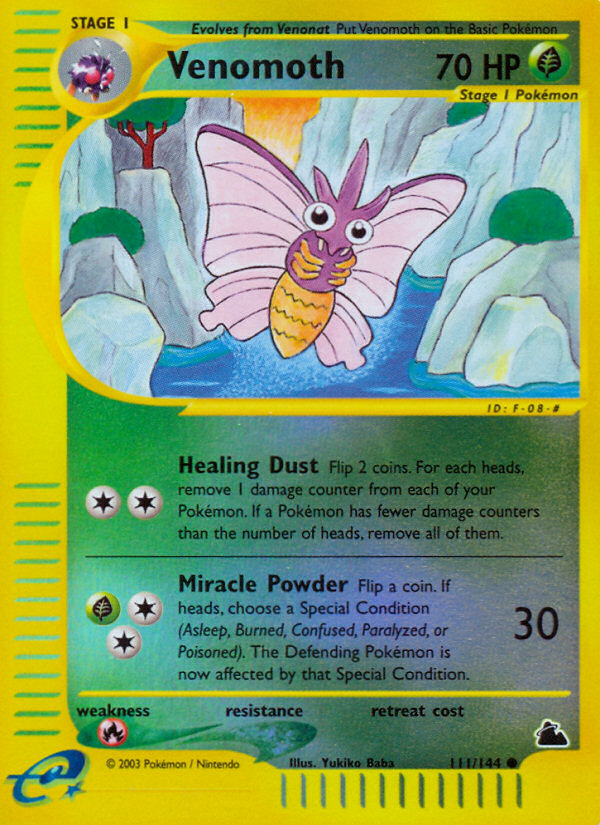 STAGE 1
Evolves from Venonat Put Venomoth on the Basic Pokémon
Venomoth 70 HP
Stage 1 Pokémon
ID: F-08-#
Healing Dust Flip 2 coins. For each heads,
remove 1 damage counter from each of your
Pokémon. If a Pokémon has fewer damage counters
than the number of heads, remove all of them.
Miracle Powder Flip a coin. If
heads, choose a Special Condition
(Asleep, Burned, Confused, Paralyzed, or
Poisoned). The Defending Pokémon is
now affected by that Special Condition.
30
weakness resistance retreat cost
© 2003 Pokémon / Nintendo Illus. Yukiko Baba 111/144
e